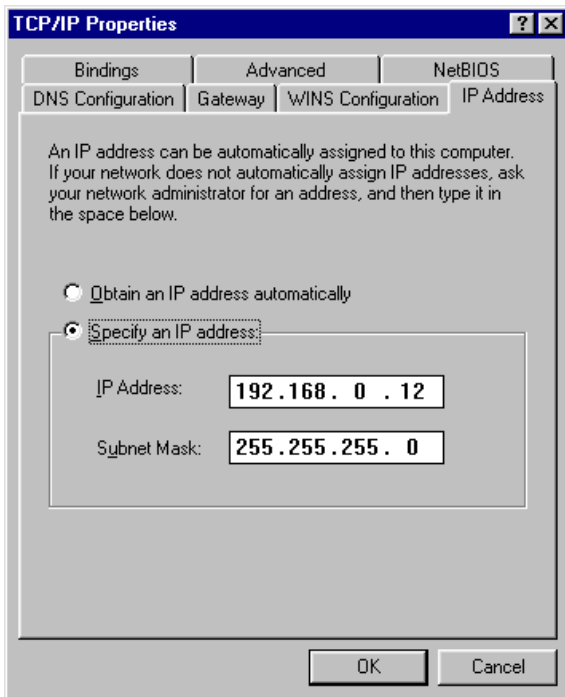 TCP/IP Properties
Bindings Advanced NetBIOS
DNS Configuration Gateway WINS Configuration IP Address
An IP address can be automatically assigned to this computer.
If your network does not automatically assign IP addresses, ask
your network administrator for an address, and then type it in
the space below.
Obtain an IP address automatically
Specify an IP address:
IP Address: 192.168. 0 . 12
Subnet Mask: 255.255.255. 0
OK Cancel